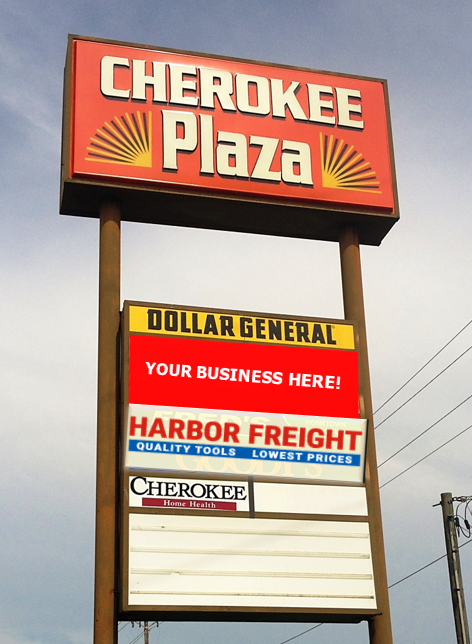 CHEROKEE
Plaza
DOLLAR GENERAL
YOUR BUSINESS HERE!
HARBOR FREIGHT
QUALITY TOOLS LOWEST PRICES
CHEROKEE
Home Health